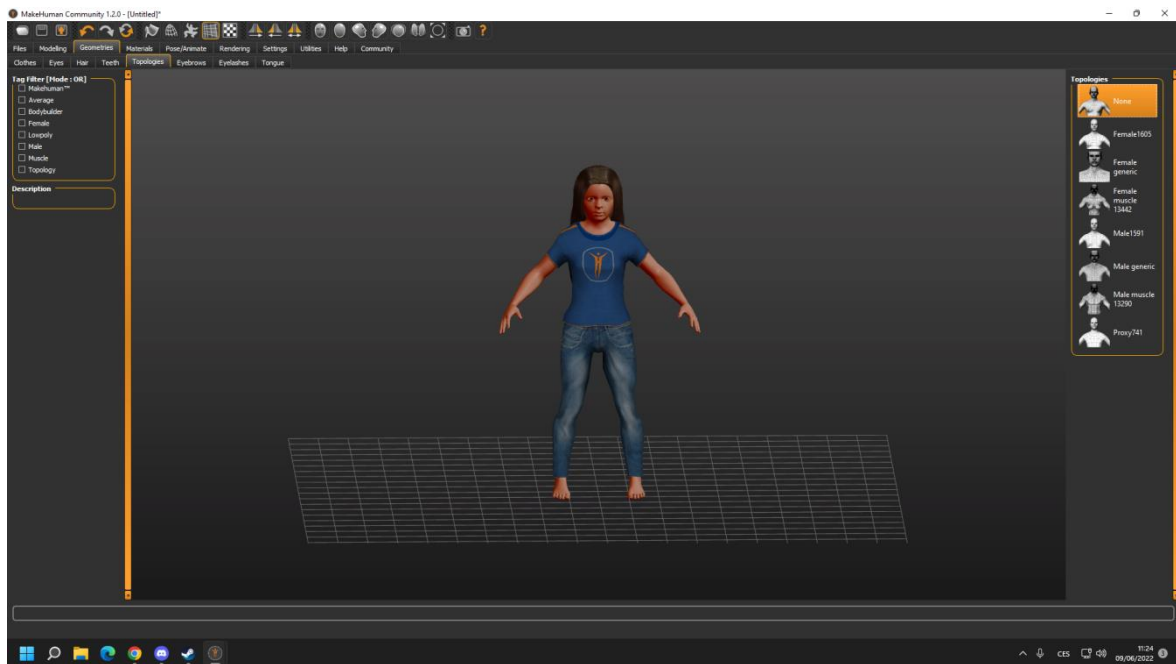 MakeHuman Community 1.2.0 - [Untitled]*
Files Modeling Geometries Materials Pose/Animate Rendering Settings Utilities Help Community
Clothes Eyes Hair Teeth Topologies Eyebrows Eyelashes Tongue
Tag Filter [Mode : OR]
Makehuman™
Average
Bodybuilder
Female
Lowpoly
Male
Muscle
Topology
Description
Topologies
None
Female1605
Female
generic
Female
muscle
13442
Male1591
Male generic
Male muscle
13290
Proxy741
CES
11:24
09/06/2022